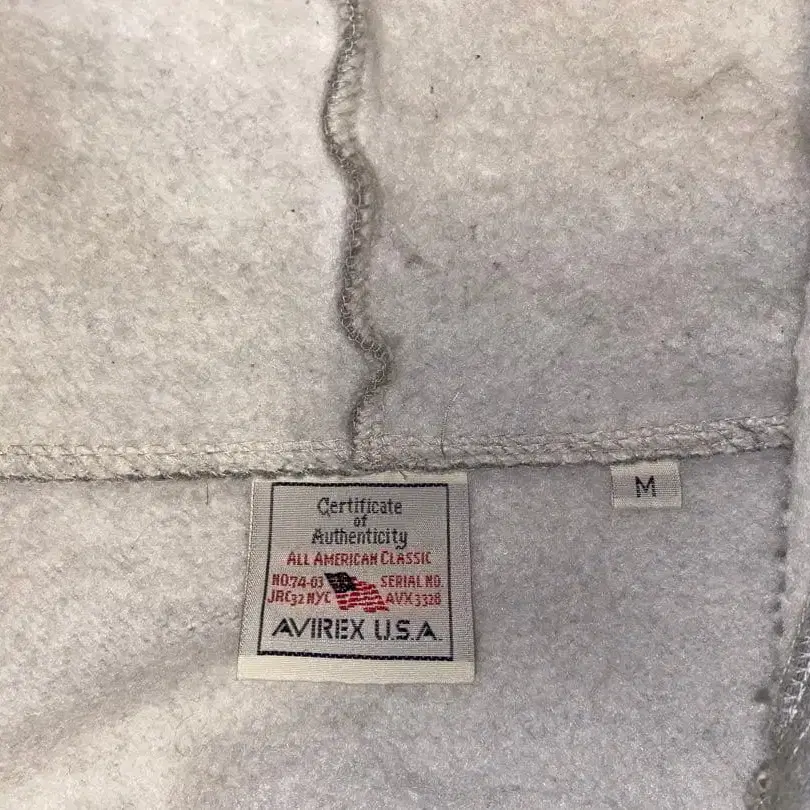 Certificate
of
Authenticity
ALL AMERICAN CLASSIC
NO.74-03 SERIAL NO.
JRC32 NYC AVX3328
AVIREX U.S.A.
M